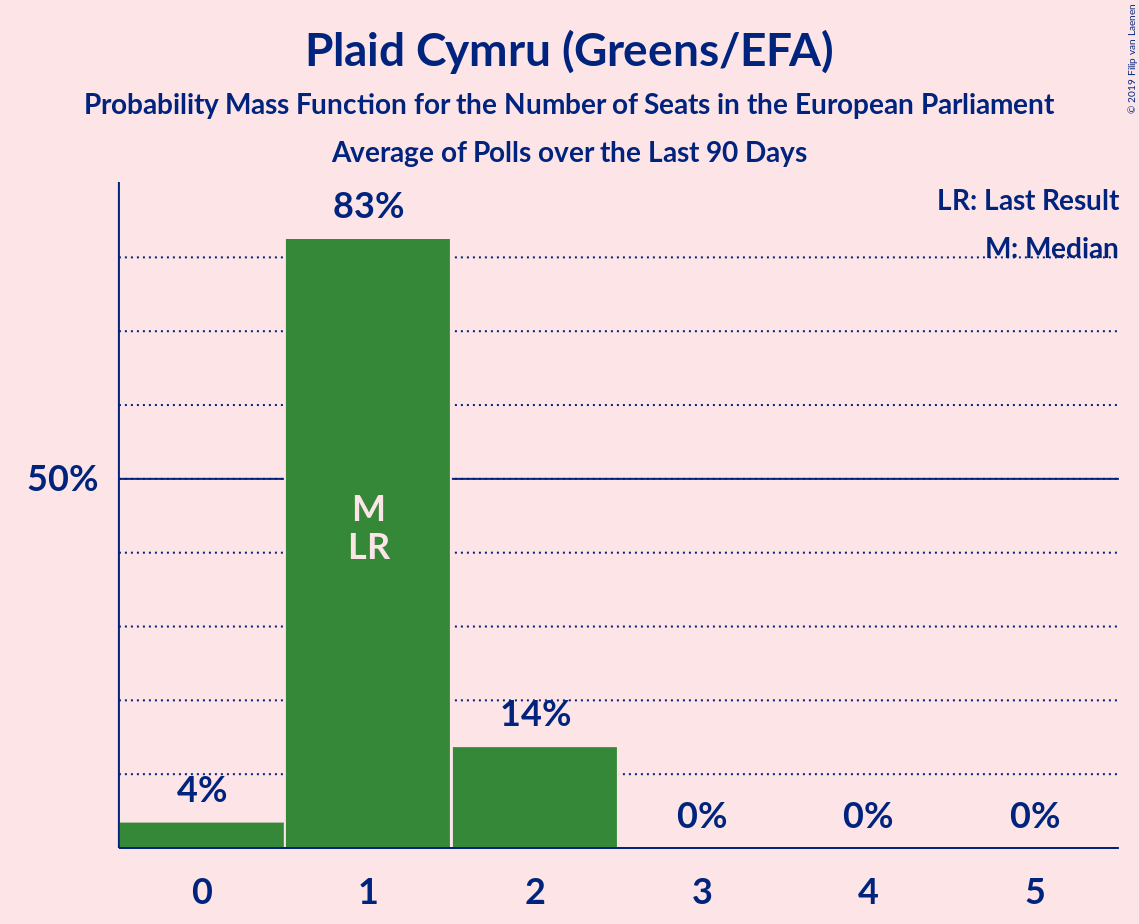 Plaid Cymru (Greens/EFA)
Probability Mass Function for the Number of Seats in the European Parliament
Average of Polls over the Last 90 Days
© 2019 Filip van Laenen
LR: Last Result
M: Median
83%
50%
M
LR
14%
4%
0%
0%
0%
0
1
2
3
4
5